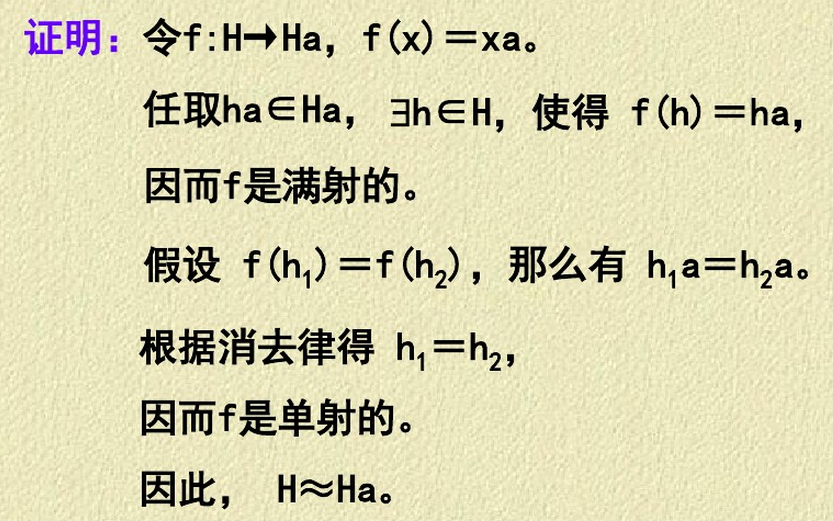 证明：令f:H→Ha，f(x)＝xa。
任取ha∈Ha，∃h∈H，使得 f(h)＝ha，
因而f是满射的。
假设 f(h₁)＝f(h₂)，那么有 h₁a＝h₂a。
根据消去律得 h₁＝h₂，
因而f是单射的。
因此， H≈Ha。